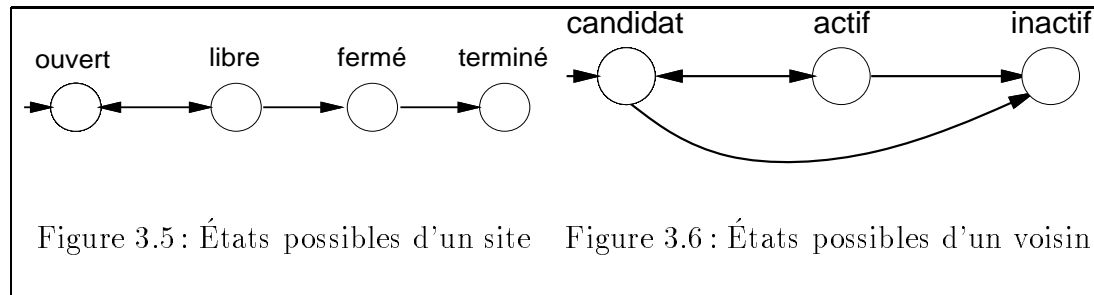 ouvert libre fermé terminé
candidat actif inactif
Figure 3.5 : États possibles d'un site
Figure 3.6 : États possibles d'un voisin